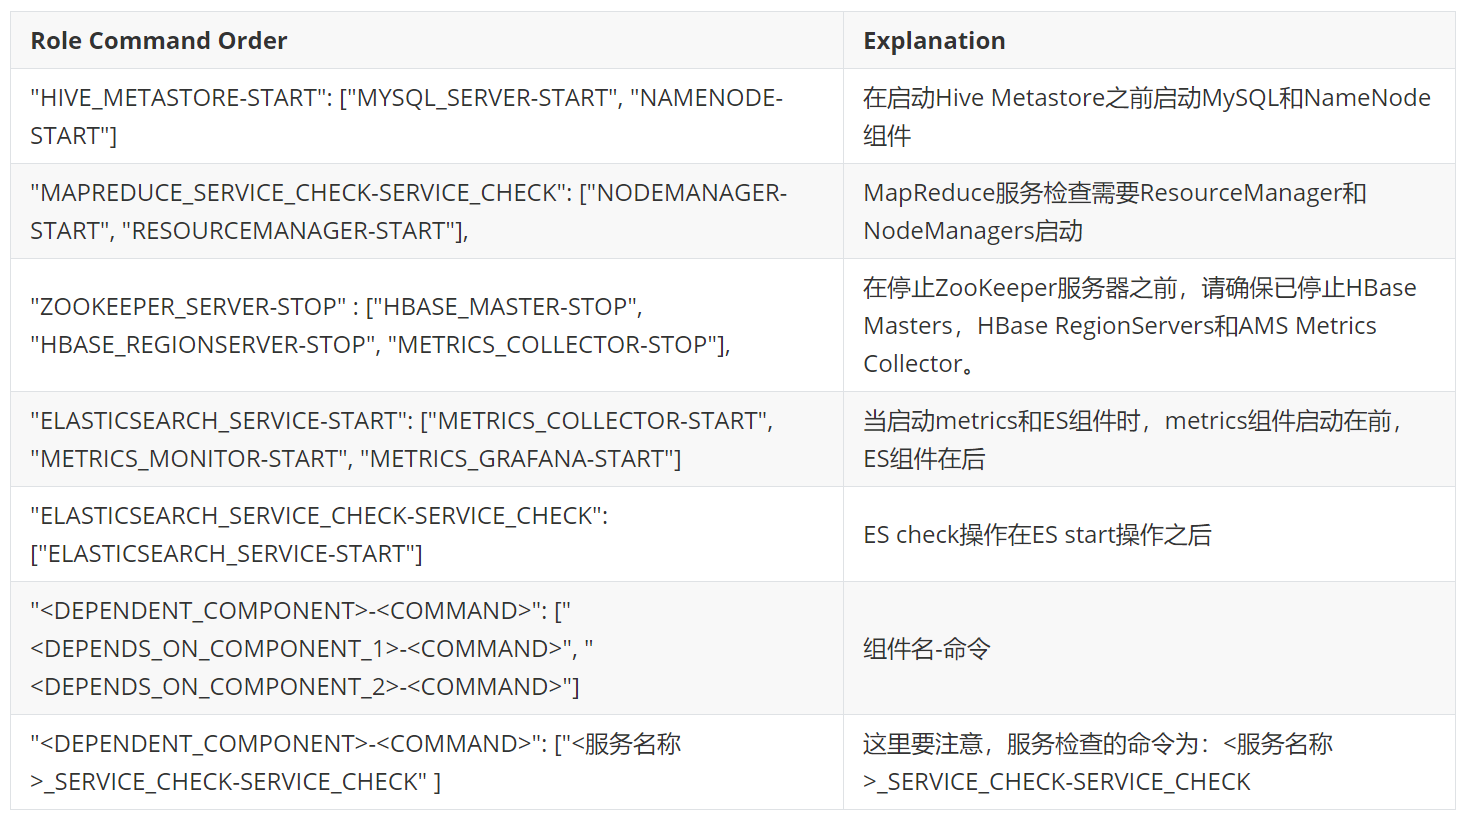 Role Command Order
Explanation
"HIVE_METASTORE-START": ["MYSQL_SERVER-START", "NAMENODE-
START"]
在启动Hive Metastore之前启动MySQL和NameNode
组件
"MAPREDUCE_SERVICE_CHECK-SERVICE_CHECK": ["NODEMANAGER-
START", "RESOURCEMANAGER-START"],
MapReduce服务检查需要ResourceManager和
NodeManagers启动
"ZOOKEEPER_SERVER-STOP" : ["HBASE_MASTER-STOP",
"HBASE_REGIONSERVER-STOP", "METRICS_COLLECTOR-STOP"],
在停止ZooKeeper服务器之前，请确保已停止HBase
Masters，HBase RegionServers和AMS Metrics
Collector。
"ELASTICSEARCH_SERVICE-START": ["METRICS_COLLECTOR-START",
"METRICS_MONITOR-START", "METRICS_GRAFANA-START"]
当启动metrics和ES组件时，metrics组件启动在前，
ES组件在后
"ELASTICSEARCH_SERVICE_CHECK-SERVICE_CHECK":
["ELASTICSEARCH_SERVICE-START"]
ES check操作在ES start操作之后
"<DEPENDENT_COMPONENT>-<COMMAND>": ["
<DEPENDS_ON_COMPONENT_1>-<COMMAND>", "
<DEPENDS_ON_COMPONENT_2>-<COMMAND>"]
组件名-命令
"<DEPENDENT_COMPONENT>-<COMMAND>": ["<服务名称
>_SERVICE_CHECK-SERVICE_CHECK" ]
这里要注意，服务检查的命令为：<服务名称
>_SERVICE_CHECK-SERVICE_CHECK